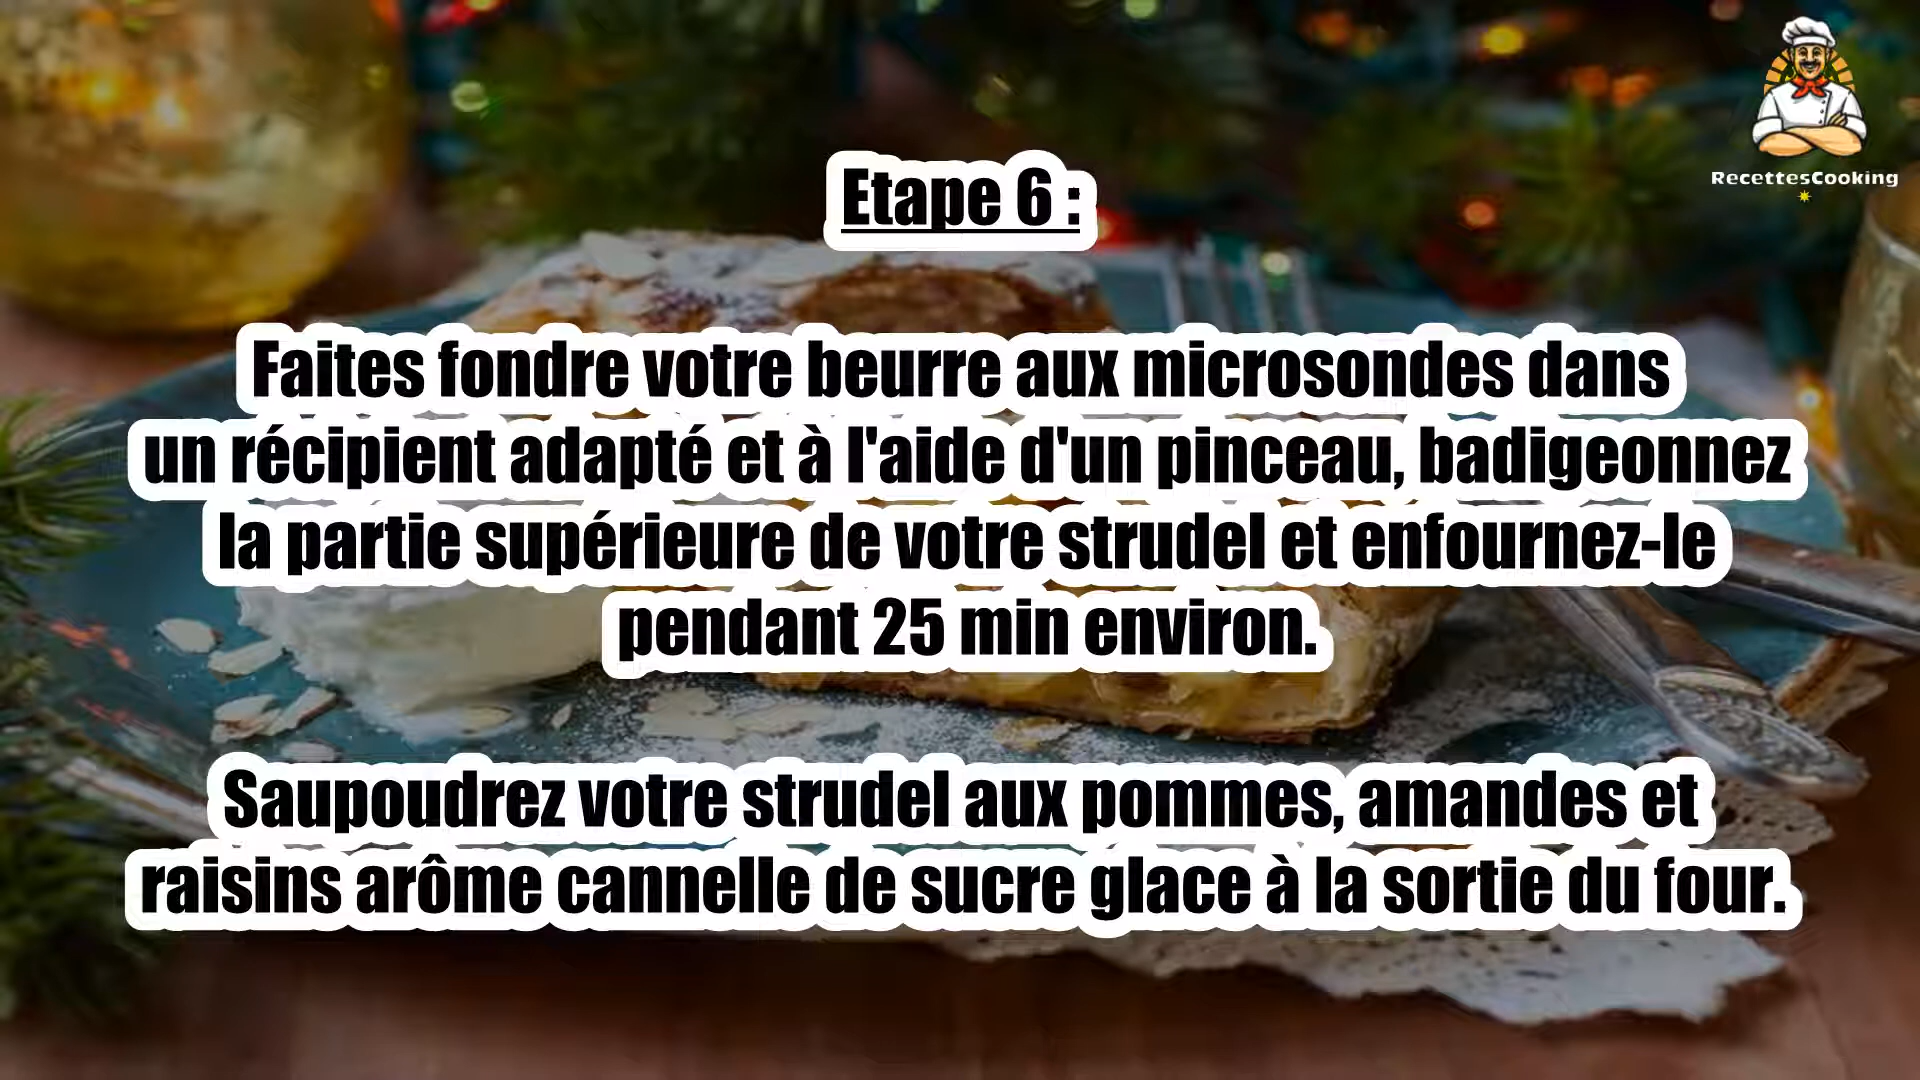 RecettesCooking
Etape 6 :
Faites fondre votre beurre aux microsondes dans
un récipient adapté et à l'aide d'un pinceau, badigeonnez
la partie supérieure de votre strudel et enfournez-le
pendant 25 min environ.
Saupoudrez votre strudel aux pommes, amandes et
raisins arôme cannelle de sucre glace à la sortie du four.